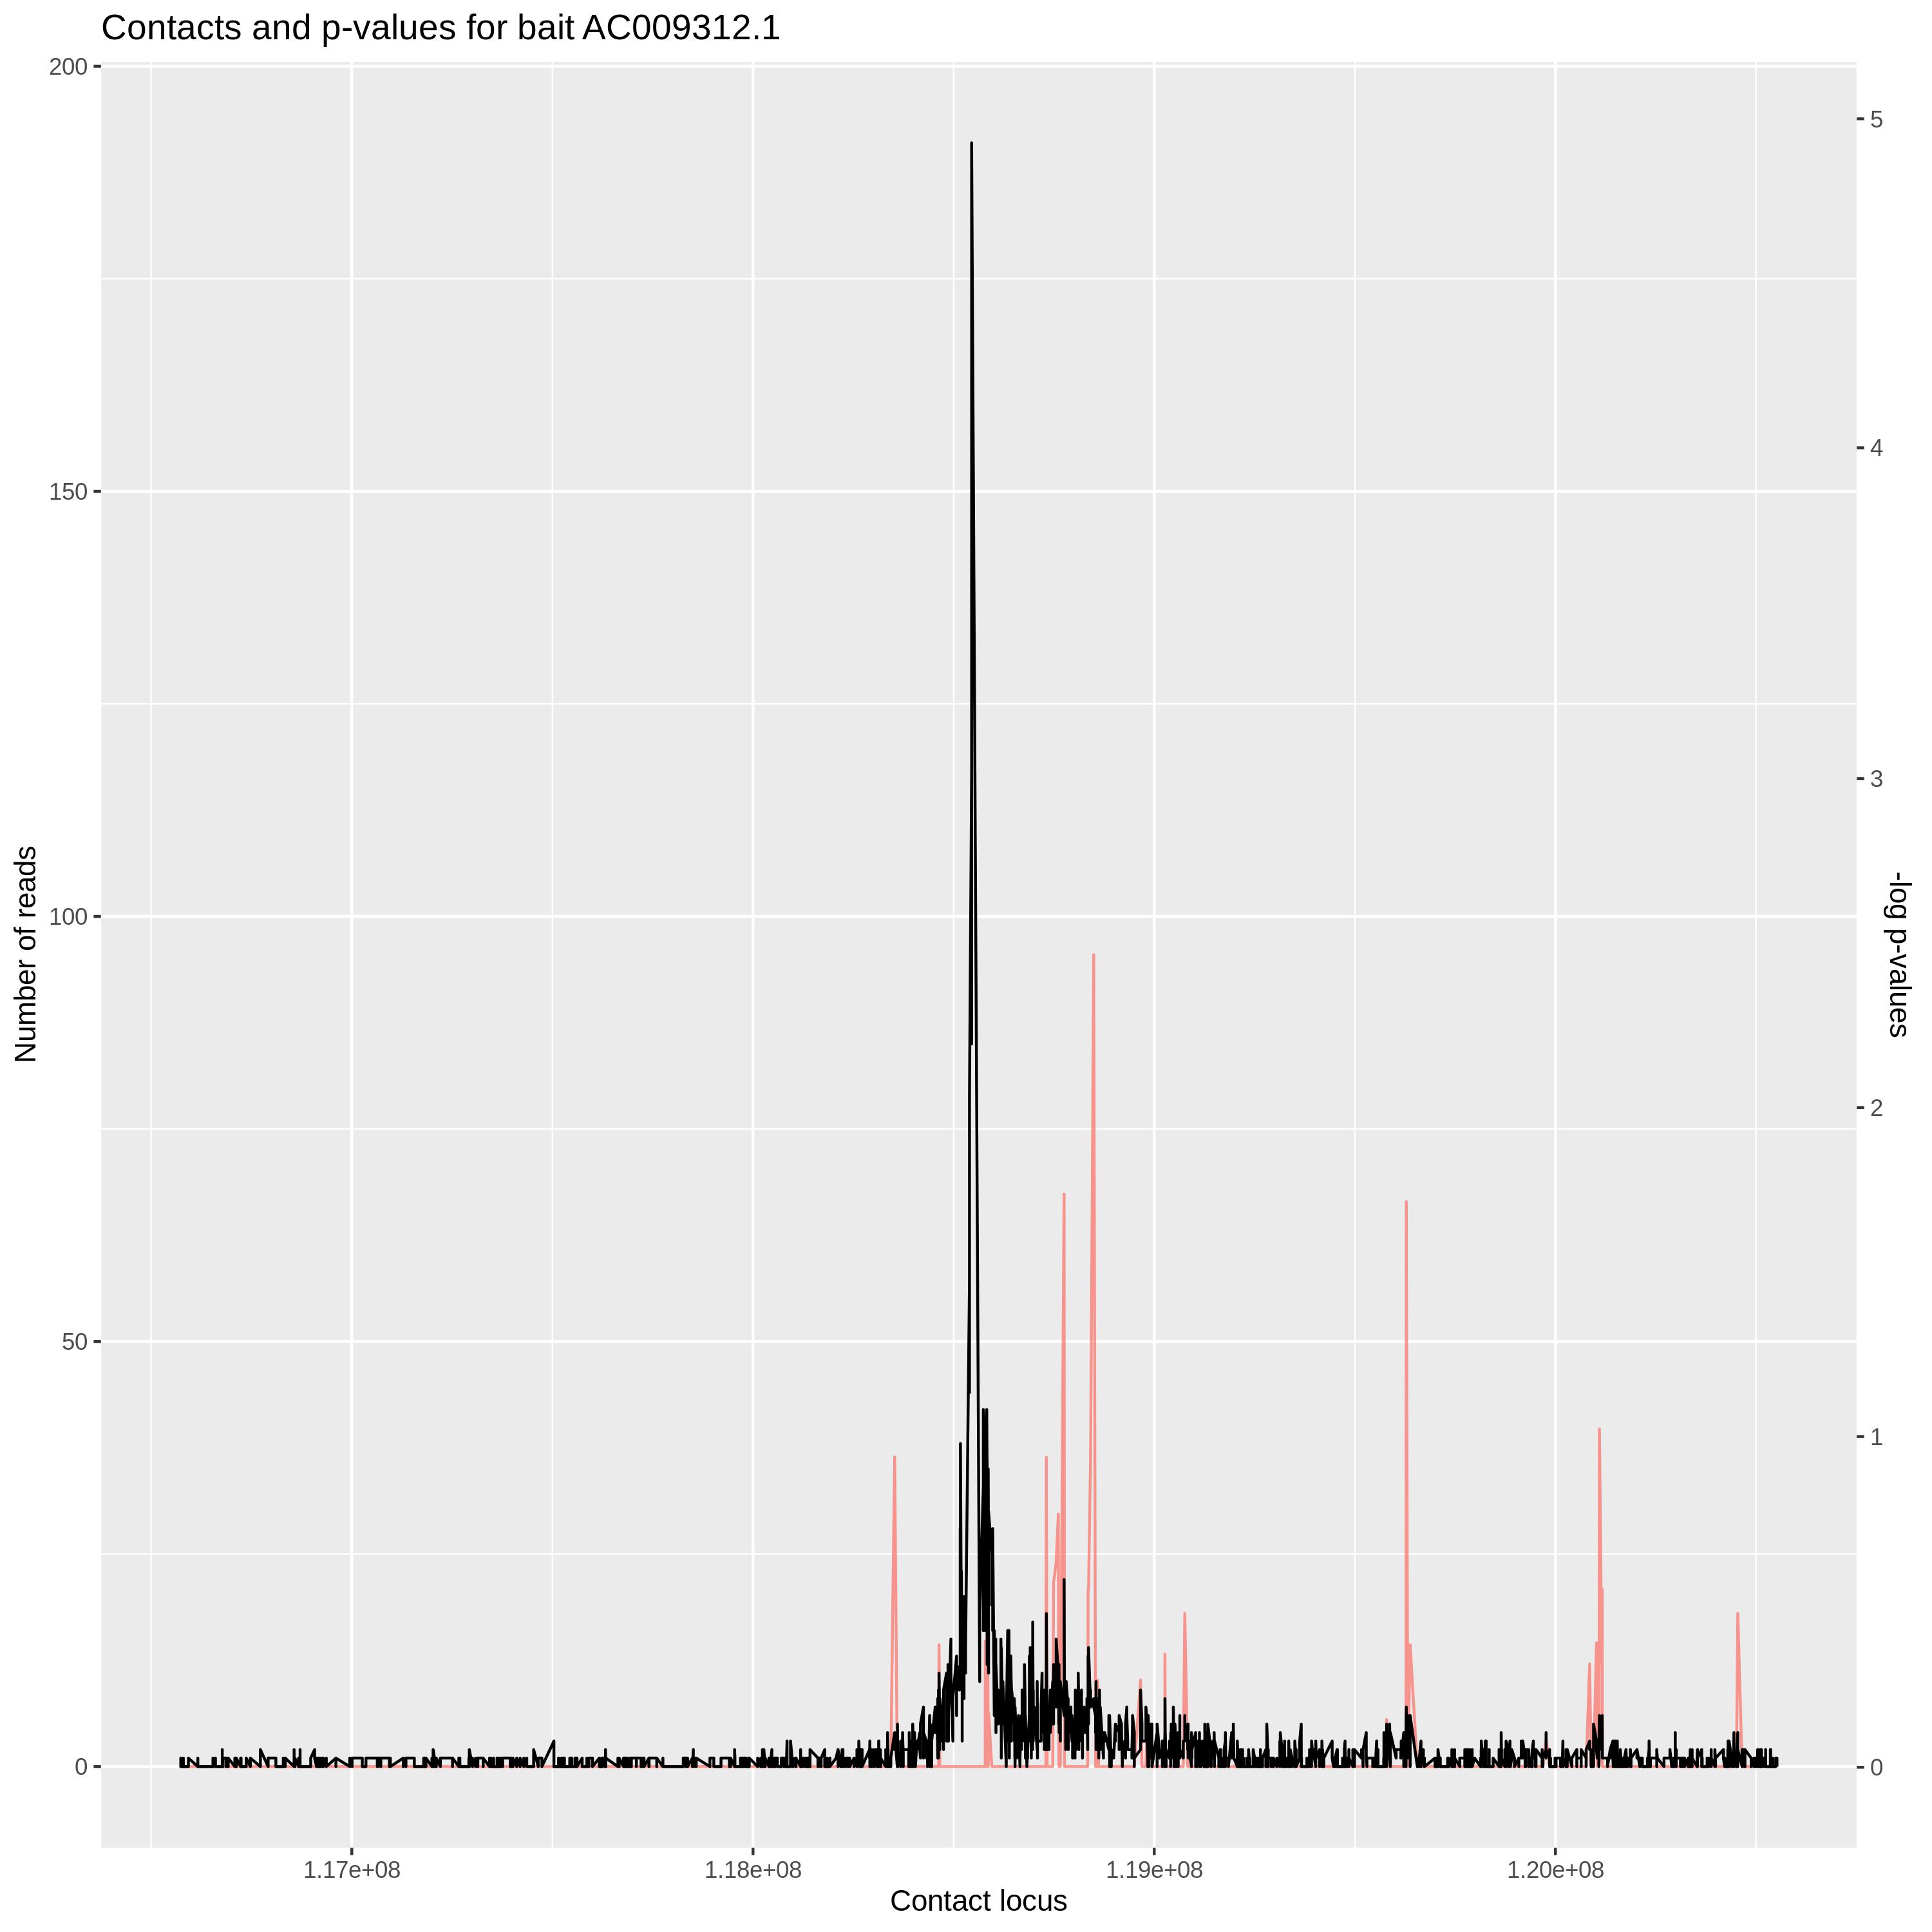 Contacts and p-values for bait AC009312.1
200
150
100
50
0
Number of reads
5
4
3
2
1
0
-log p-values
1.17e+08
1.18e+08
1.19e+08
1.20e+08
Contact locus